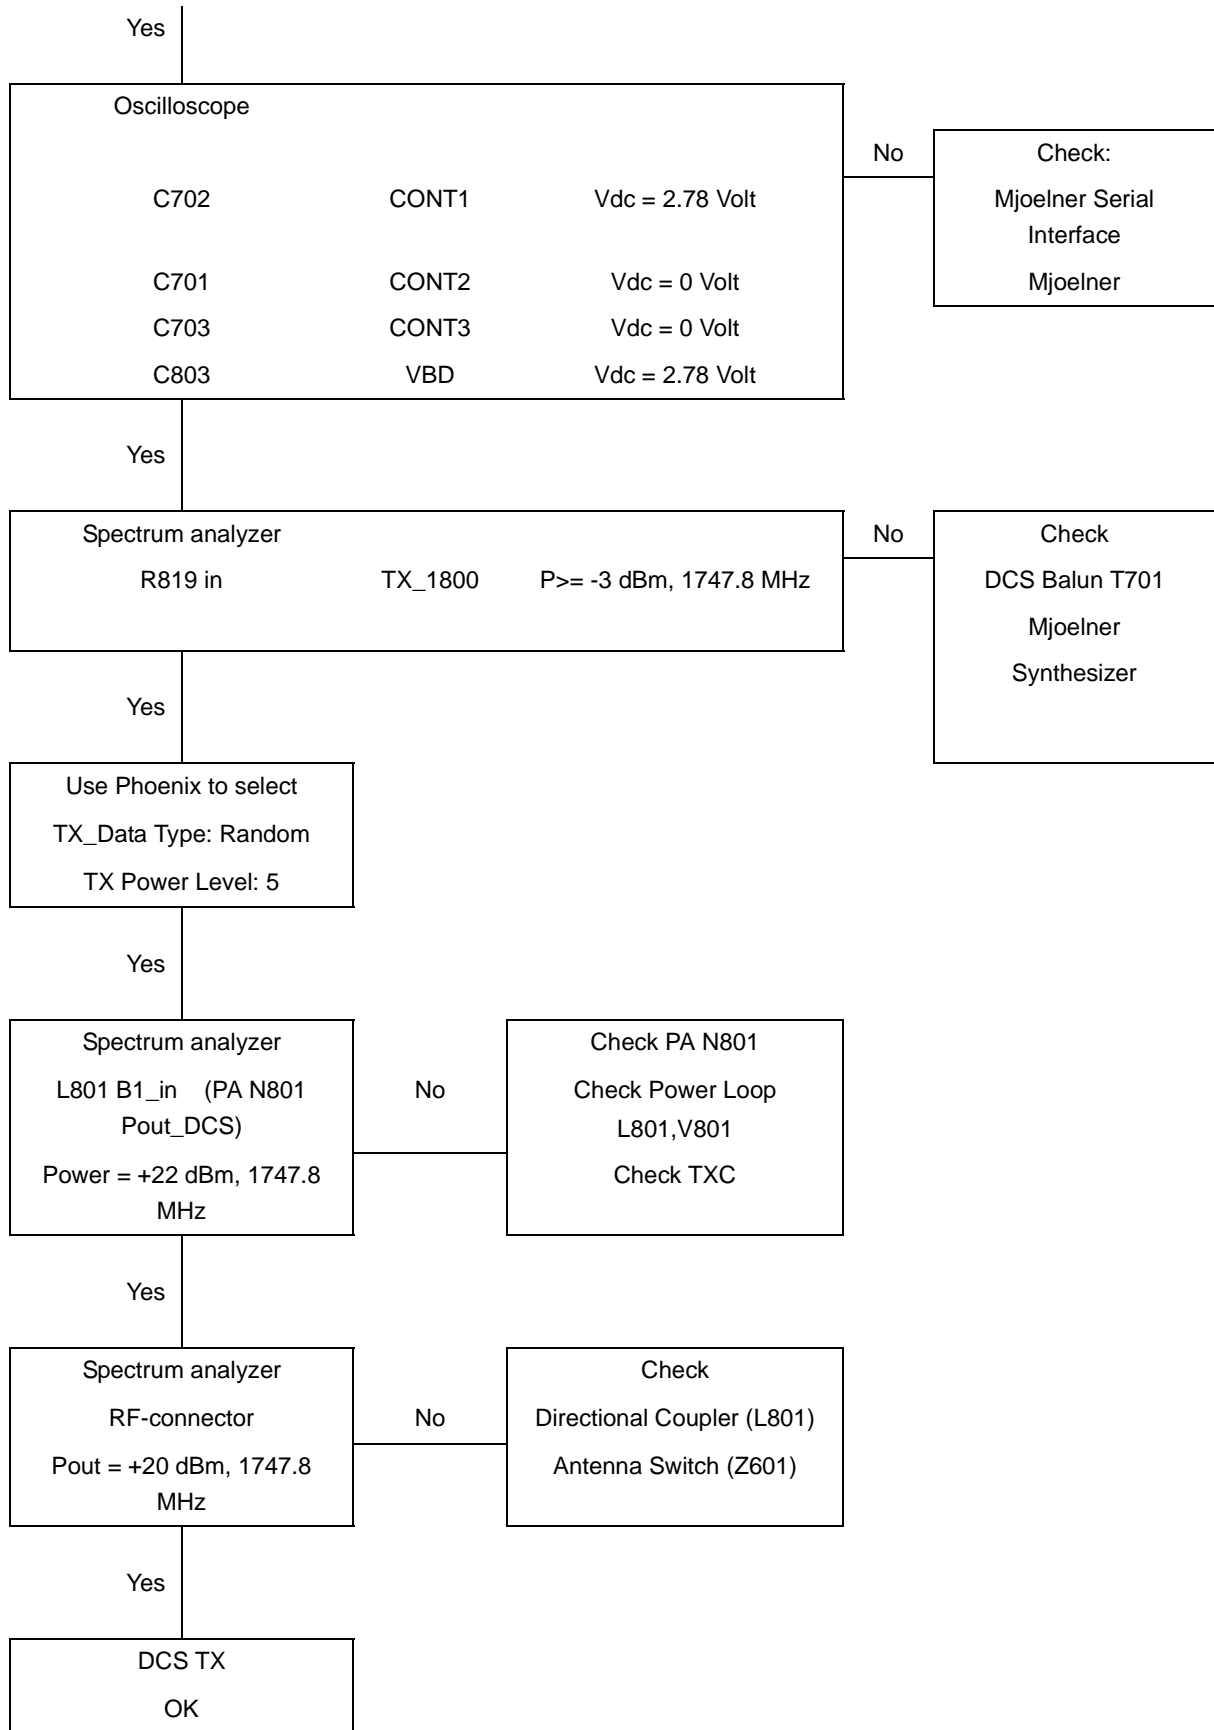 Yes
Oscilloscope
C702 CONT1 Vdc = 2.78 Volt
C701 CONT2 Vdc = 0 Volt
C703 CONT3 Vdc = 0 Volt
C803 VBD Vdc = 2.78 Volt
No
Check:
Mjoelner Serial
Interface
Mjoelner
Yes
Spectrum analyzer
R819 in TX_1800 P>= -3 dBm, 1747.8 MHz
No
Check
DCS Balun T701
Mjoelner
Synthesizer
Yes
Use Phoenix to select
TX_Data Type: Random
TX Power Level: 5
Yes
Spectrum analyzer
L801 B1_in (PA N801
Pout_DCS)
Power = +22 dBm, 1747.8
MHz
No
Check PA N801
Check Power Loop
L801,V801
Check TXC
Yes
Spectrum analyzer
RF-connector
Pout = +20 dBm, 1747.8
MHz
No
Check
Directional Coupler (L801)
Antenna Switch (Z601)
Yes
DCS TX
OK